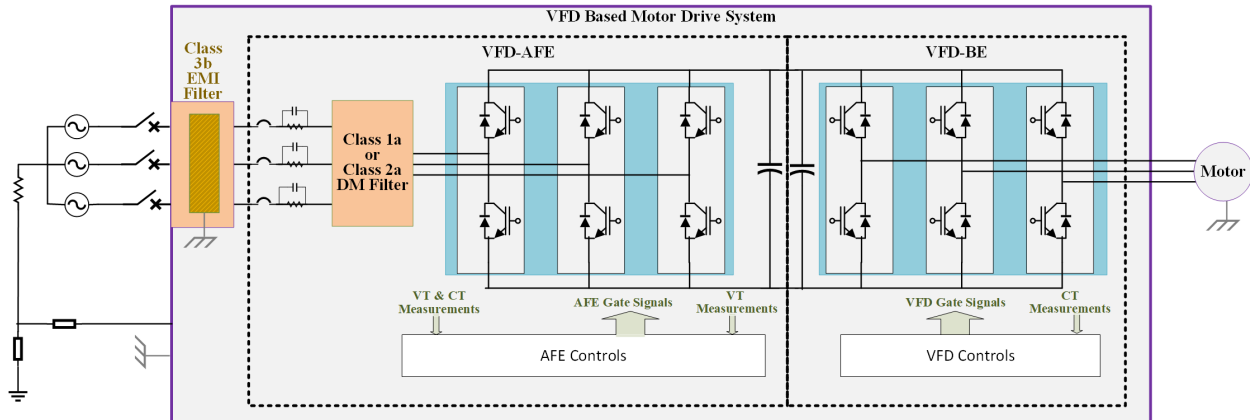 VFD Based Motor Drive System
Class
3b
EMI
Filter
VFD-AFE
VFD-BE
Class 1a
or
Class 2a
DM Filter
Motor
VT & CT
Measurements
AFE Gate Signals
VT
Measurements
VFD Gate Signals
CT
Measurements
AFE Controls
VFD Controls